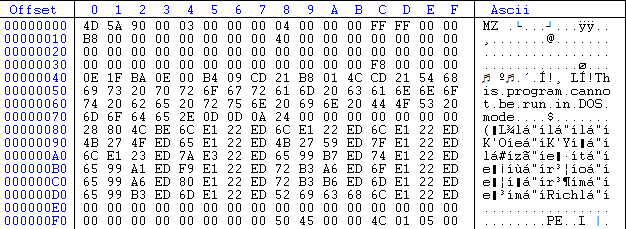 Offset 0 1 2 3 4 5 6 7 8 9 A B C D E F Ascii
00000000 4D 5A 90 00 03 00 00 00 04 00 00 00 FF FF 00 00 MZ
00000010 B8 00 00 00 00 00 00 00 40 00 00 00 00 00 00 00 ¸.......@.......
00000020 00 00 00 00 00 00 00 00 00 00 00 00 00 00 00 00 ................
00000030 00 00 00 00 00 00 00 00 00 00 00 00 F8 00 00 00 ............ø...
00000040 0E 1F BA 0E 00 B4 09 CD 21 B8 01 4C CD 21 54 68 LÍ!Th
00000050 69 73 20 70 72 6F 67 72 61 6D 20 63 61 6E 6E 6F is.program.canno
00000060 74 20 62 65 20 72 75 6E 20 69 6E 20 44 4F 53 20 t.be.run.in.DOS.
00000070 6D 6F 64 65 2E 0D 0D 0A 24 00 00 00 00 00 00 00 mode....$.......
00000080 28 80 4C BE 6C E1 22 ED 6C E1 22 ED 6C E1 22 ED L¾lá"ílá"ílá"í
00000090 4B 27 4F ED 65 E1 22 ED 4B 27 59 ED 7F E1 22 ED K'Oíeá"íK'Yí á"í
000000A0 6C E1 23 ED 7A E3 22 ED 65 99 B7 ED 74 E1 22 ED lá#ízã"íe ·ítá"í
000000B0 65 99 A1 ED F9 E1 22 ED 72 B3 A6 ED 6F E1 22 ED e ¡íùá"ír³¦íoá"í
000000C0 65 99 A6 ED 80 E1 22 ED 72 B3 B6 ED 6D E1 22 ED e ¦í á"ír³¶ímá"í
000000D0 65 99 B3 ED 6D E1 22 ED 52 69 63 68 6C E1 22 ED e ³ímá"íRichlá"í
000000E0 00 00 00 00 00 00 00 00 00 00 00 00 00 00 00 00 ................
000000F0 00 00 00 00 00 00 00 00 50 45 00 00 4C 01 05 00 ........PE..L